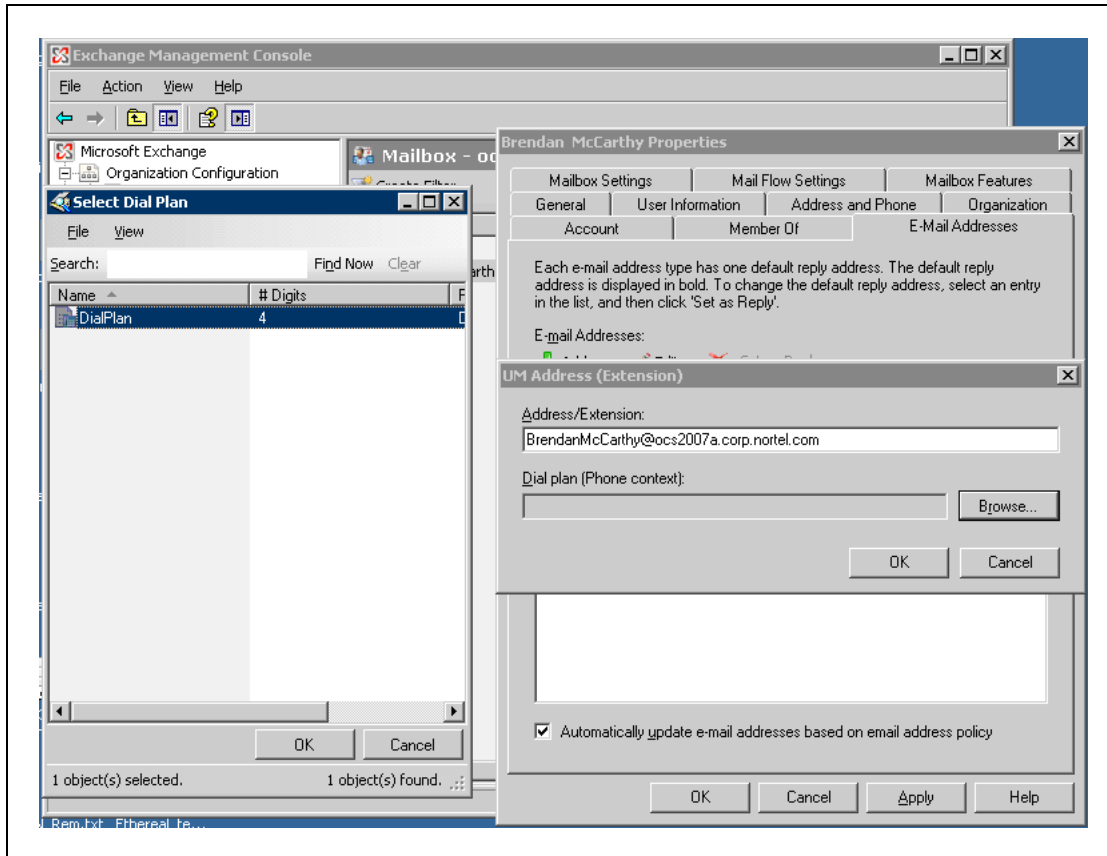 Exchange Management Console
File Action View Help
Microsoft Exchange
Organization Configuration
Mailbox - oc
Select Dial Plan
File View
Search: Find Now Clear
Name # Digits F
DialPlan 4
OK Cancel
1 object(s) selected. 1 object(s) found.
Brendan McCarthy Properties
Mailbox Settings Mail Flow Settings Mailbox Features
General User Information Address and Phone Organization
Account Member Of E-Mail Addresses
Each e-mail address type has one default reply address. The default reply
address is displayed in bold. To change the default reply address, select an entry
in the list, and then click 'Set as Reply'.
E-mail Addresses:
UM Address (Extension)
Address/Extension:
BrendanMcCarthy@ocs2007a.corp.nortel.com
Dial plan (Phone context):
Browse...
OK Cancel
Automatically update e-mail addresses based on email address policy
OK Cancel Apply Help